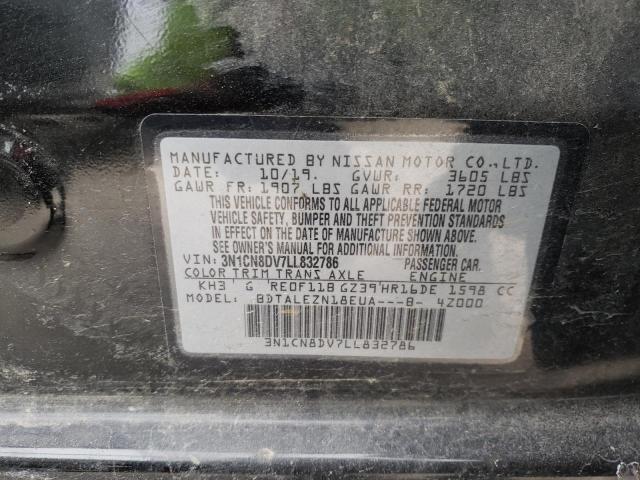 MANUFACTURED BY NISSAN MOTOR CO.,LTD.
DATE: 10/19. GVWR: 3605 LBS
GAWR FR: 1907 LBS GAWR RR: 1720 LBS
THIS VEHICLE CONFORMS TO ALL APPLICABLE FEDERAL MOTOR
VEHICLE SAFETY, BUMPER AND THEFT PREVENTION STANDARDS
IN EFFECT ON THE DATE OF MANUFACTURE SHOWN ABOVE.
SEE OWNER'S MANUAL FOR ADDITIONAL INFORMATION.
VIN: 3N1CN8DV7LL832786 PASSENGER CAR.
COLOR TRIM TRANS AXLE ENGINE
KH3 G RE0F11B GZ39 HR16DE 1598 CC
MODEL: BDTALEZN18EUA---B- 4Z000
3N1CN8DV7LL832786